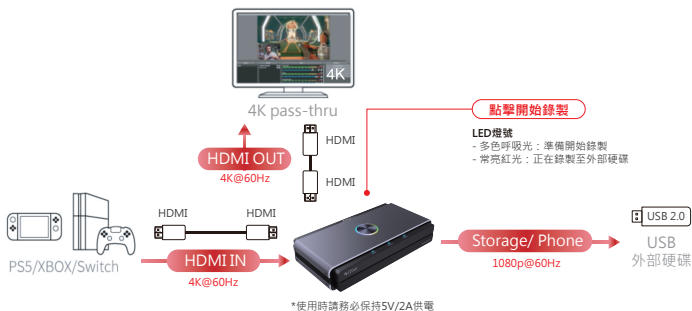 4K
4K pass-thru
點擊開始錄製
HDMI
LED燈號
- 多色呼吸光：準備開始錄製
- 常亮紅光：正在錄製至外部硬碟
HDMI OUT
4K@60Hz
HDMI
HDMI
HDMI
USB 2.0
Storage/ Phone
USB
外部硬碟
PS5/XBOX/Switch
HDMI IN
4K@60Hz
1080p@60Hz
*使用時請務必保持5V/2A供電